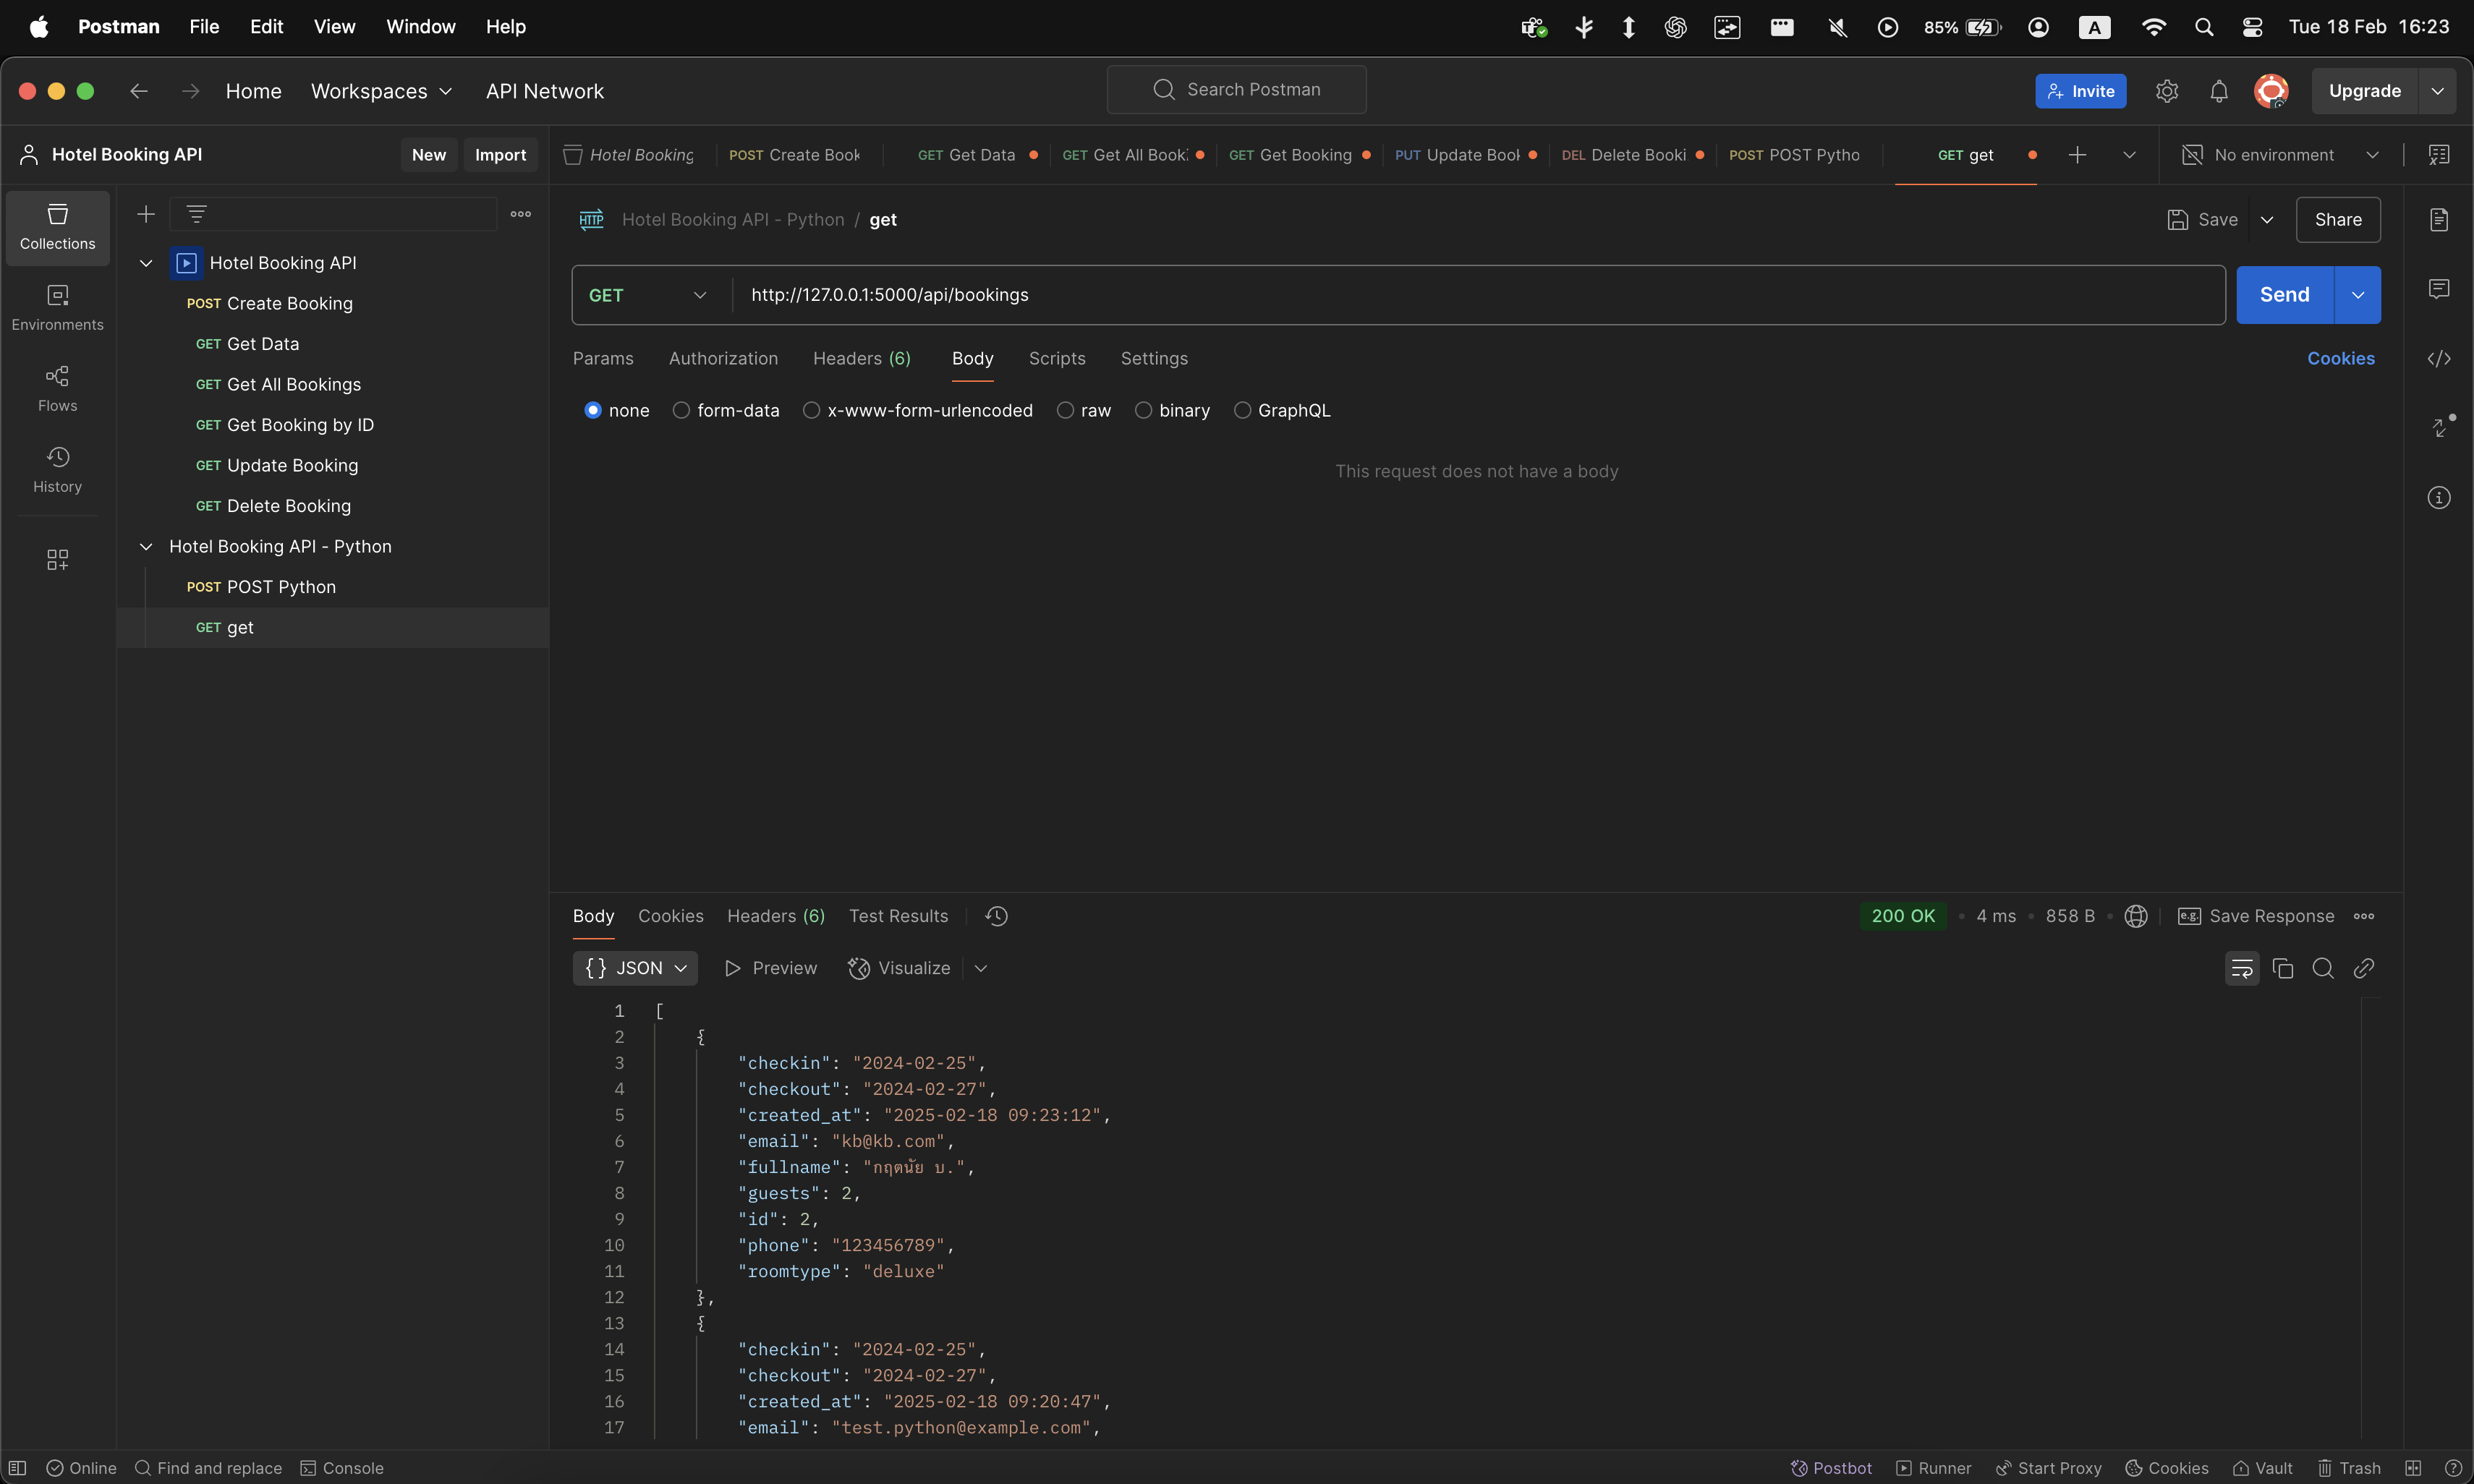 Postman File Edit View Window Help 85% A Tue 18 Feb 16:23
Home Workspaces API Network Search Postman Invite Upgrade
Hotel Booking API New Import Hotel Booking POST Create Book GET Get Data GET Get All Book GET Get Booking PUT Update Book DEL Delete Booki POST POST Pytho GET get No environment
Collections
Environments
Flows
History
Hotel Booking API
POST Create Booking
GET Get Data
GET Get All Bookings
GET Get Booking by ID
GET Update Booking
GET Delete Booking
Hotel Booking API - Python
POST POST Python
GET get
HTTP Hotel Booking API - Python / get Save Share
GET http://127.0.0.1:5000/api/bookings Send
Params Authorization Headers (6) Body Scripts Settings Cookies
none form-data x-www-form-urlencoded raw binary GraphQL
This request does not have a body
Body Cookies Headers (6) Test Results 200 OK • 4 ms • 858 B • e.g. Save Response
{} JSON Preview Visualize
1 [
2 {
3 "checkin": "2024-02-25",
4 "checkout": "2024-02-27",
5 "created_at": "2025-02-18 09:23:12",
6 "email": "kb@kb.com",
7 "fullname": "กฤตนัย บ.",
8 "guests": 2,
9 "id": 2,
10 "phone": "123456789",
11 "roomtype": "deluxe"
12 },
13 {
14 "checkin": "2024-02-25",
15 "checkout": "2024-02-27",
16 "created_at": "2025-02-18 09:20:47",
17 "email": "test.python@example.com",
Online Find and replace Console Postbot Runner Start Proxy Cookies Vault Trash